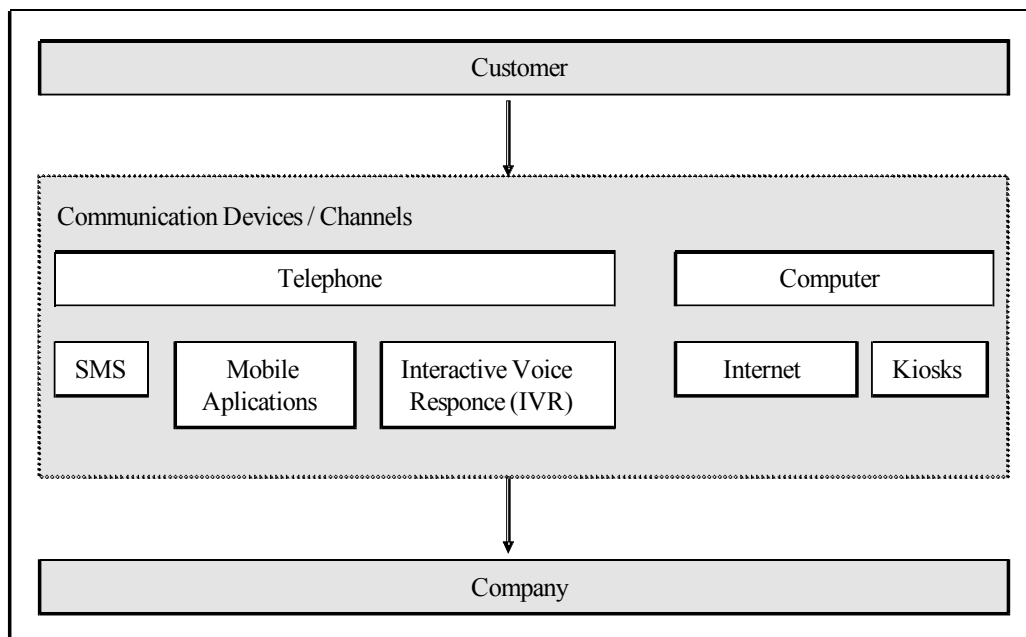 Customer
Communication Devices / Channels
Telephone
Computer
SMS
Mobile
Aplications
Interactive Voice
Responce (IVR)
Internet
Kiosks
Company